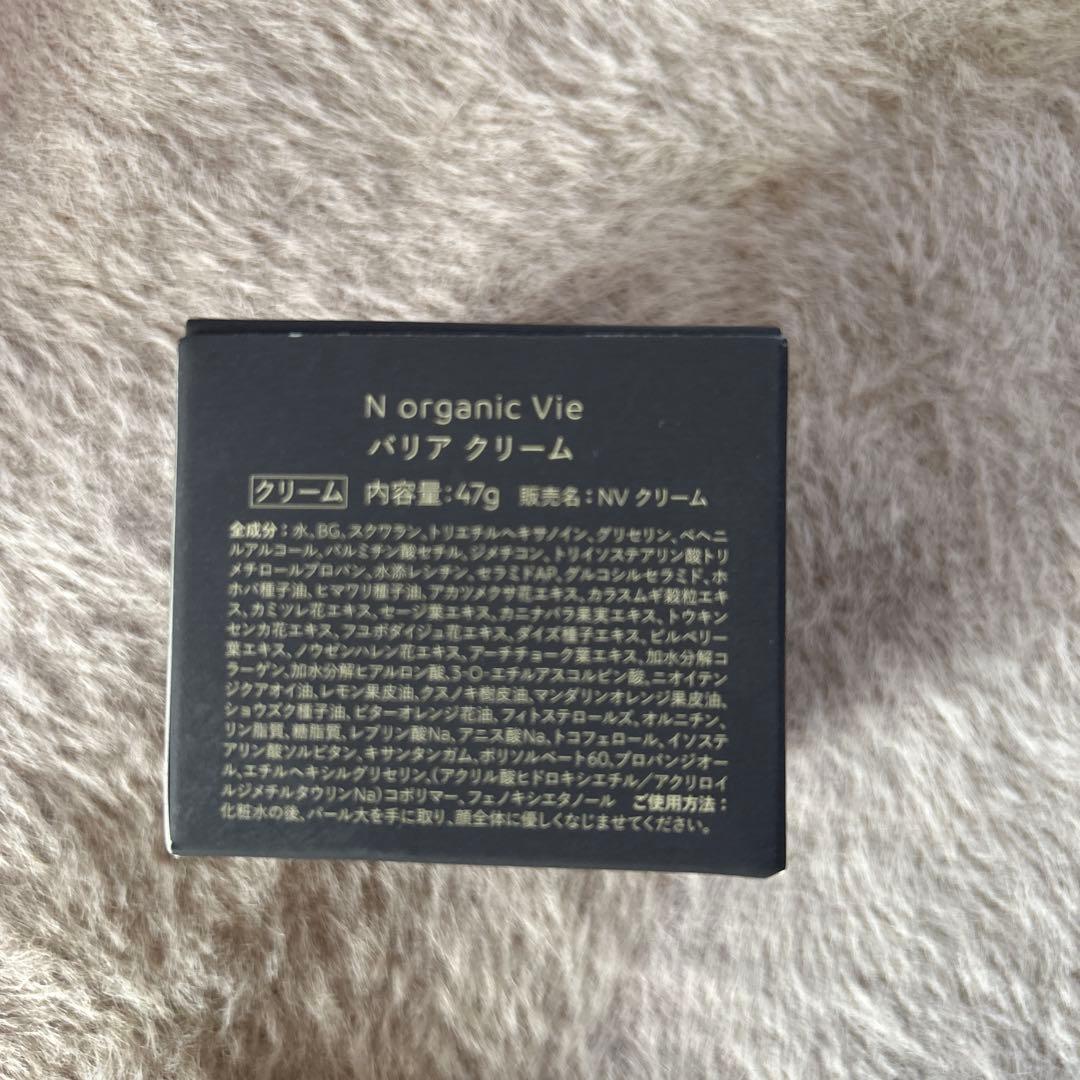 N organic Vie
バリア クリーム
クリーム 内容量：47g 販売名：NV クリーム
全成分：水、BG、スクワラン、トリエチルヘキサノイン、グリセリン、ベヘニ
ルアルコール、パルミチン酸セチル、ジメチコン、トリイソステアリン酸トリ
メチロールプロパン、水添レシチン、セラミドAP、グルコシルセラミド、ホ
ホバ種子油、ヒマワリ種子油、アカツメクサ花エキス、カラスムギ穀粒エキ
ス、カミツレ花エキス、セージ葉エキス、カニナバラ果実エキス、トウキン
センカ花エキス、フユボダイジュ花エキス、ダイズ種子エキス、ビルベリー
葉エキス、ノウゼンハレン花エキス、アーチチョーク葉エキス、加水分解コ
ラーゲン、加水分解ヒアルロン酸、3-O-エチルアスコルビン酸、ニオイテン
ジクアオイ油、レモン果皮油、クスノキ樹皮油、マンダリンオレンジ果皮油、
ショウズク種子油、ビターオレンジ花油、フィトステロールズ、オルニチン、
リン脂質、糖脂質、レブリン酸Na、アニス酸Na、トコフェロール、イソステ
アリン酸ソルビタン、キサンタンガム、ポリソルベート60、プロパンジオー
ル、エチルヘキシルグリセリン、(アクリル酸ヒドロキシエチル／アクリロイ
ルジメチルタウリンNa)コポリマー、フェノキシエタノール ご使用方法：
化粧水の後、パール大を手に取り、顔全体に優しくなじませてください。